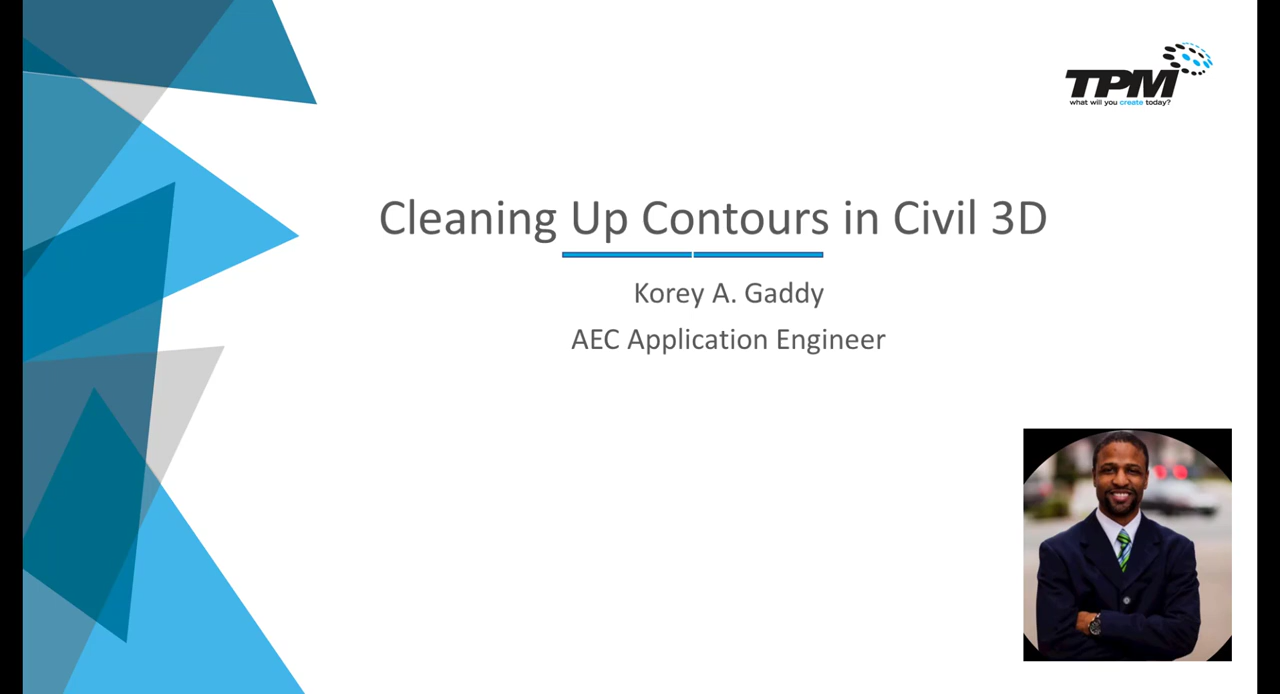 TPM
what will you create today?
Cleaning Up Contours in Civil 3D
Korey A. Gaddy
AEC Application Engineer